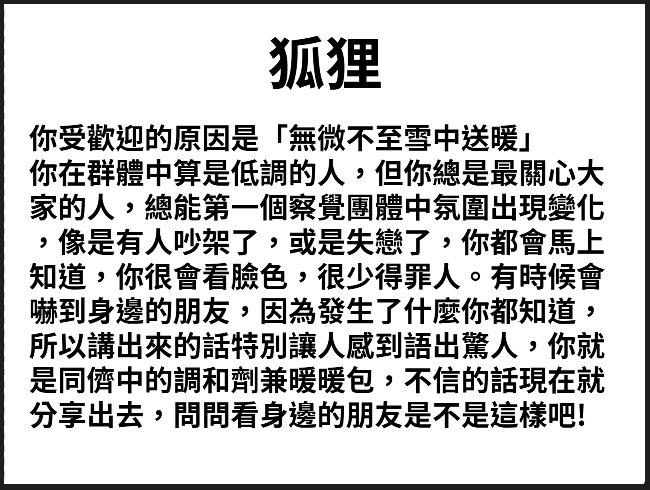 狐狸
你受歡迎的原因是「無微不至雪中送暖」
你在群體中算是低調的人，但你總是最關心大
家的人，總能第一個察覺團體中氛圍出現變化
，像是有人吵架了，或是失戀了，你都會馬上
知道，你很會看臉色，很少得罪人。有時候會
嚇到身邊的朋友，因為發生了什麼你都知道，
所以講出來的話特別讓人感到語出驚人，你就
是同儕中的調和劑兼暖暖包，不信的話現在就
分享出去，問問看身邊的朋友是不是這樣吧!